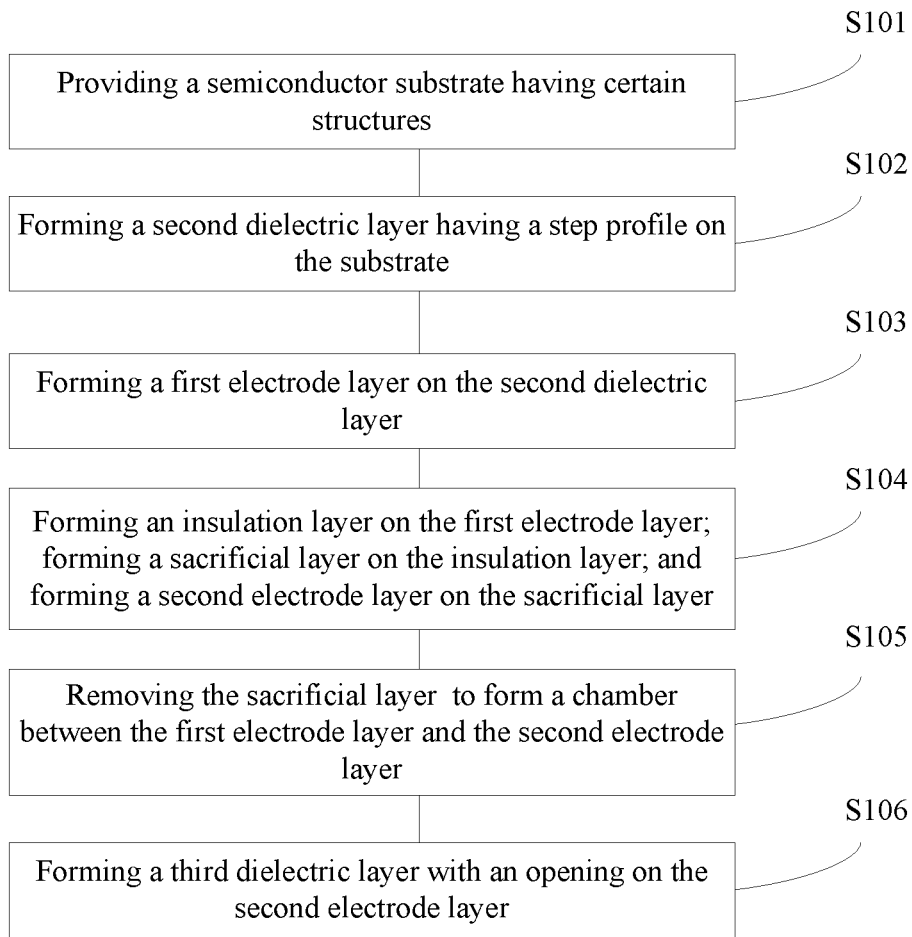 S101
Providing a semiconductor substrate having certain
structures
S102
Forming a second dielectric layer having a step profile on
the substrate
S103
Forming a first electrode layer on the second dielectric
layer
S104
Forming an insulation layer on the first electrode layer;
forming a sacrificial layer on the insulation layer; and
forming a second electrode layer on the sacrificial layer
S105
Removing the sacrificial layer to form a chamber
between the first electrode layer and the second electrode
layer
S106
Forming a third dielectric layer with an opening on the
second electrode layer